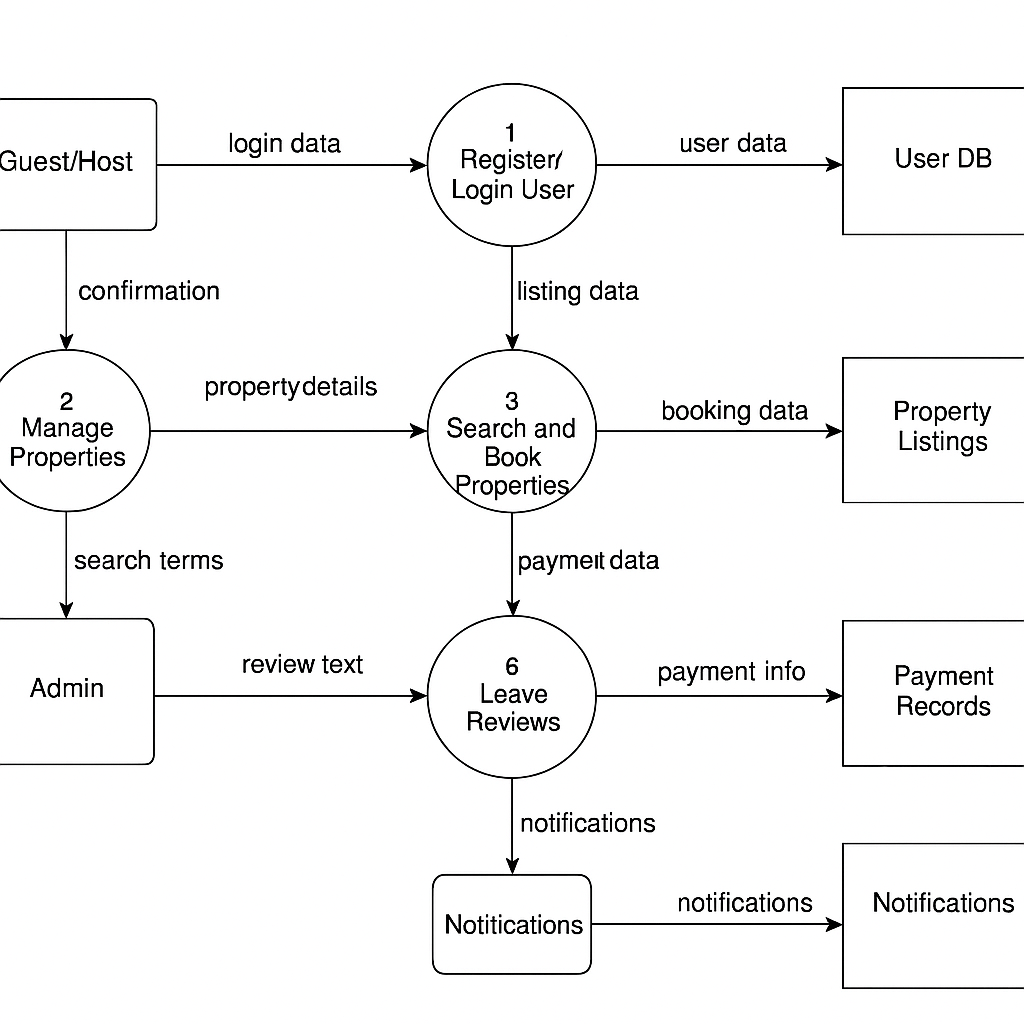 Guest/Host
login data
1
Register/
Login User
user data
User DB
confirmation
listing data
2
Manage
Properties
propertydetails
3
Search and
Book
Properties
booking data
Property
Listings
search terms
paymeıt data
Admin
review text
6
Leave
Reviews
payment info
Payment
Records
notifications
Notitications
notifications
Notifications